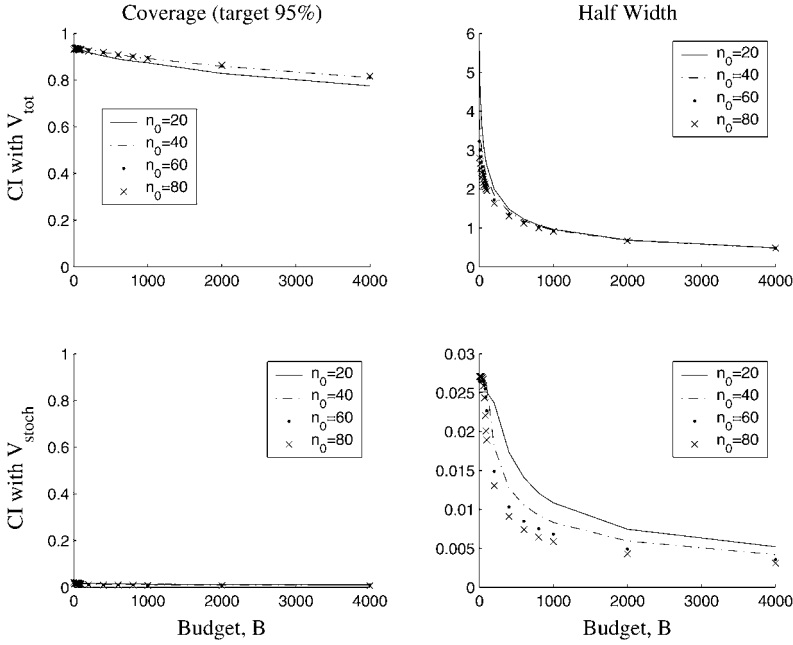 Coverage (target 95%)
Half Width
CI with V_tot
1
0.8
0.6
0.4
0.2
0
0
1000
2000
3000
4000
n_0=20
n_0=40
n_0=60
n_0=80
6
5
4
3
2
1
0
0
1000
2000
3000
4000
n_0=20
n_0=40
n_0=60
n_0=80
CI with V_stoch
1
0.8
0.6
0.4
0.2
0
0
1000
2000
3000
4000
Budget, B
n_0=20
n_0=40
n_0=60
n_0=80
0.03
0.025
0.02
0.015
0.01
0.005
0
0
1000
2000
3000
4000
Budget, B
n_0=20
n_0=40
n_0=60
n_0=80